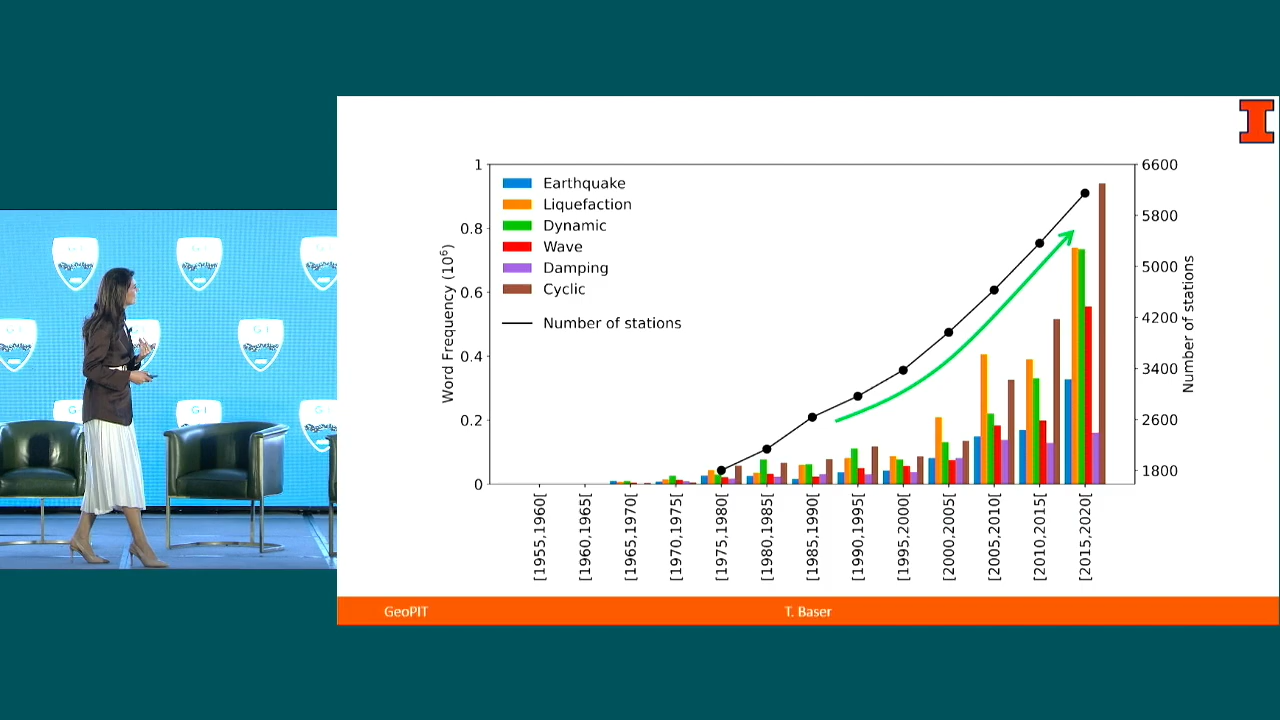 1
6600
Earthquake
Liquefaction
Dynamic
Wave
Damping
Cyclic
Number of stations
0.8
0.6
0.4
0.2
0
Word Frequency (10⁶)
5800
5000
4200
3400
2600
1800
Number of stations
[1955,1960[
[1960,1965[
[1965,1970[
[1970,1975[
[1975,1980[
[1980,1985[
[1985,1990[
[1990,1995[
[1995,2000[
[2000,2005[
[2005,2010[
[2010,2015[
[2015,2020[
GeoPIT
T. Baser
I
G I
G I
G I
G I